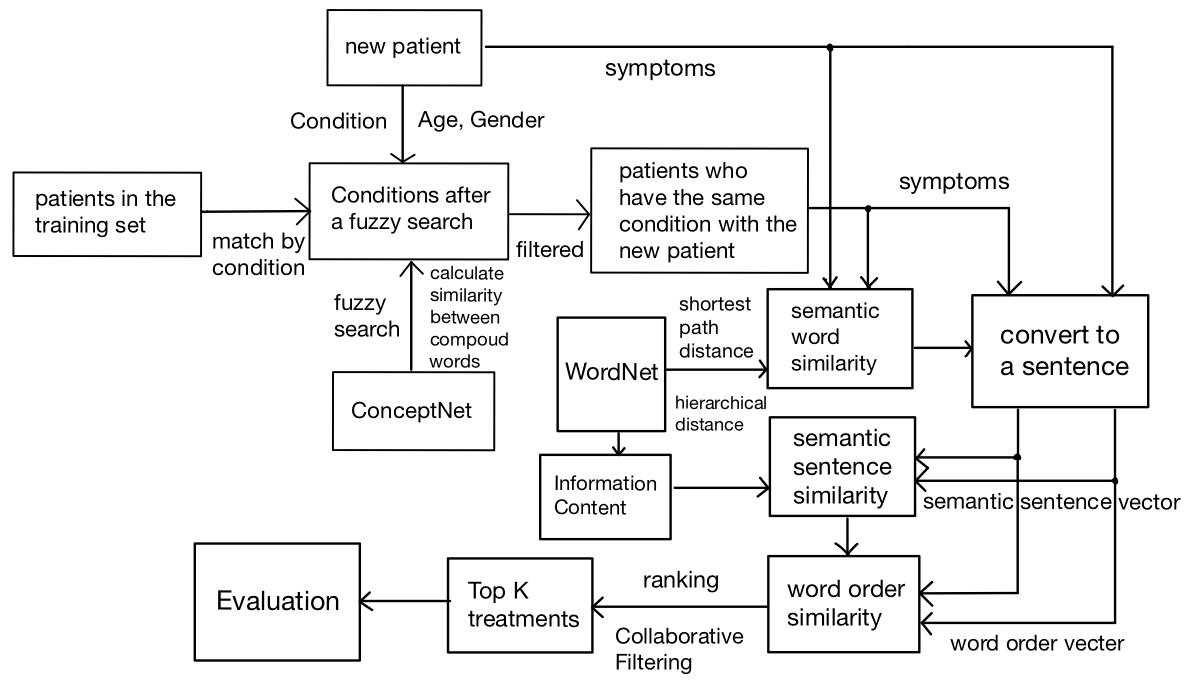 new patient
symptoms
Condition
Age, Gender
patients in the
training set
match by
condition
Conditions after
a fuzzy search
filtered
patients who
have the same
condition with the
new patient
symptoms
fuzzy
search
calculate
similarity
between
compoud
words
ConceptNet
WordNet
shortest
path
distance
hierarchical
distance
semantic
word
similarity
convert to
a sentence
Information
Content
semantic
sentence
similarity
semantic sentence vector
word order
similarity
word order vecter
ranking
Collaborative
Filtering
Top K
treatments
Evaluation